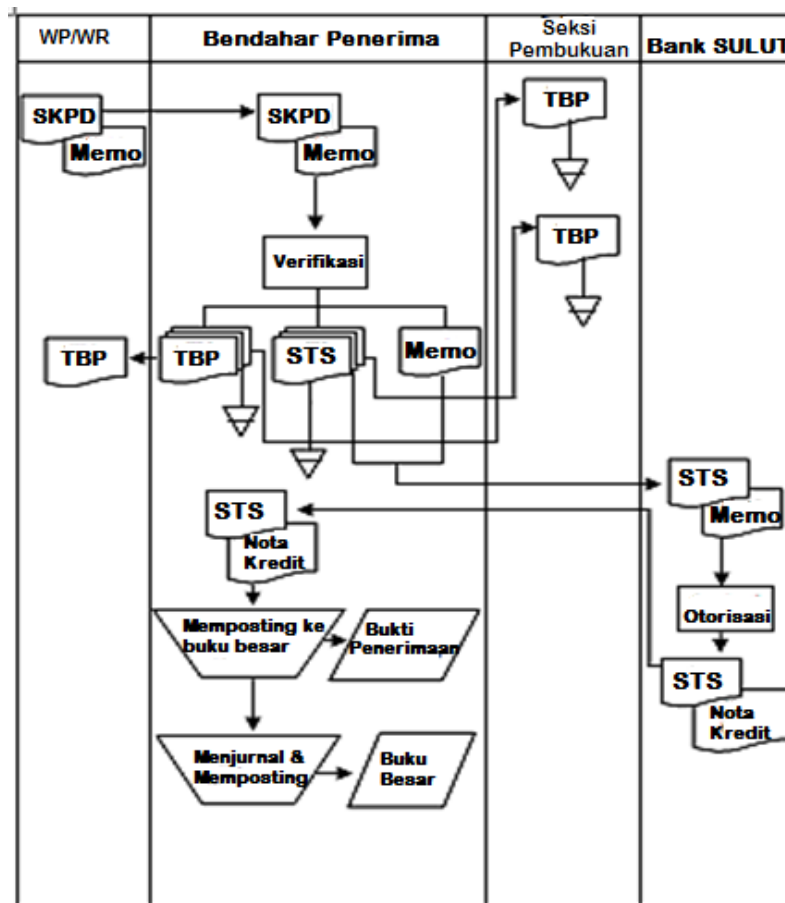 WP/WR
Bendahar Penerima
Seksi
Pembukuan
Bank SULUT
SKPD
Memo
SKPD
Memo
TBP
TBP
Verifikasi
TBP
TBP
STS
Memo
STS
Memo
STS
Nota
Kredit
Otorisasi
Memposting ke
buku besar
Bukti
Penerimaan
STS
Nota
Kredit
Menjurnal &
Memposting
Buku
Besar